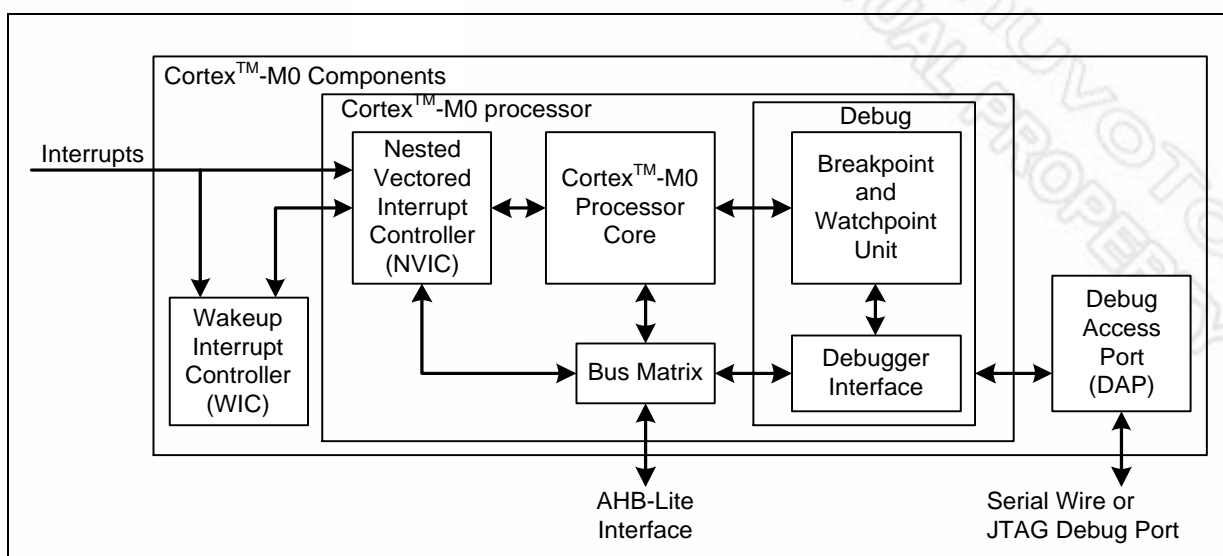 Cortex™-M0 Components
Cortex™-M0 processor
Debug
Interrupts
Nested
Vectored
Interrupt
Controller
(NVIC)
Cortex™-M0
Processor
Core
Breakpoint
and
Watchpoint
Unit
Wakeup
Interrupt
Controller
(WIC)
Bus Matrix
Debugger
Interface
Debug
Access
Port
(DAP)
AHB-Lite
Interface
Serial Wire or
JTAG Debug Port